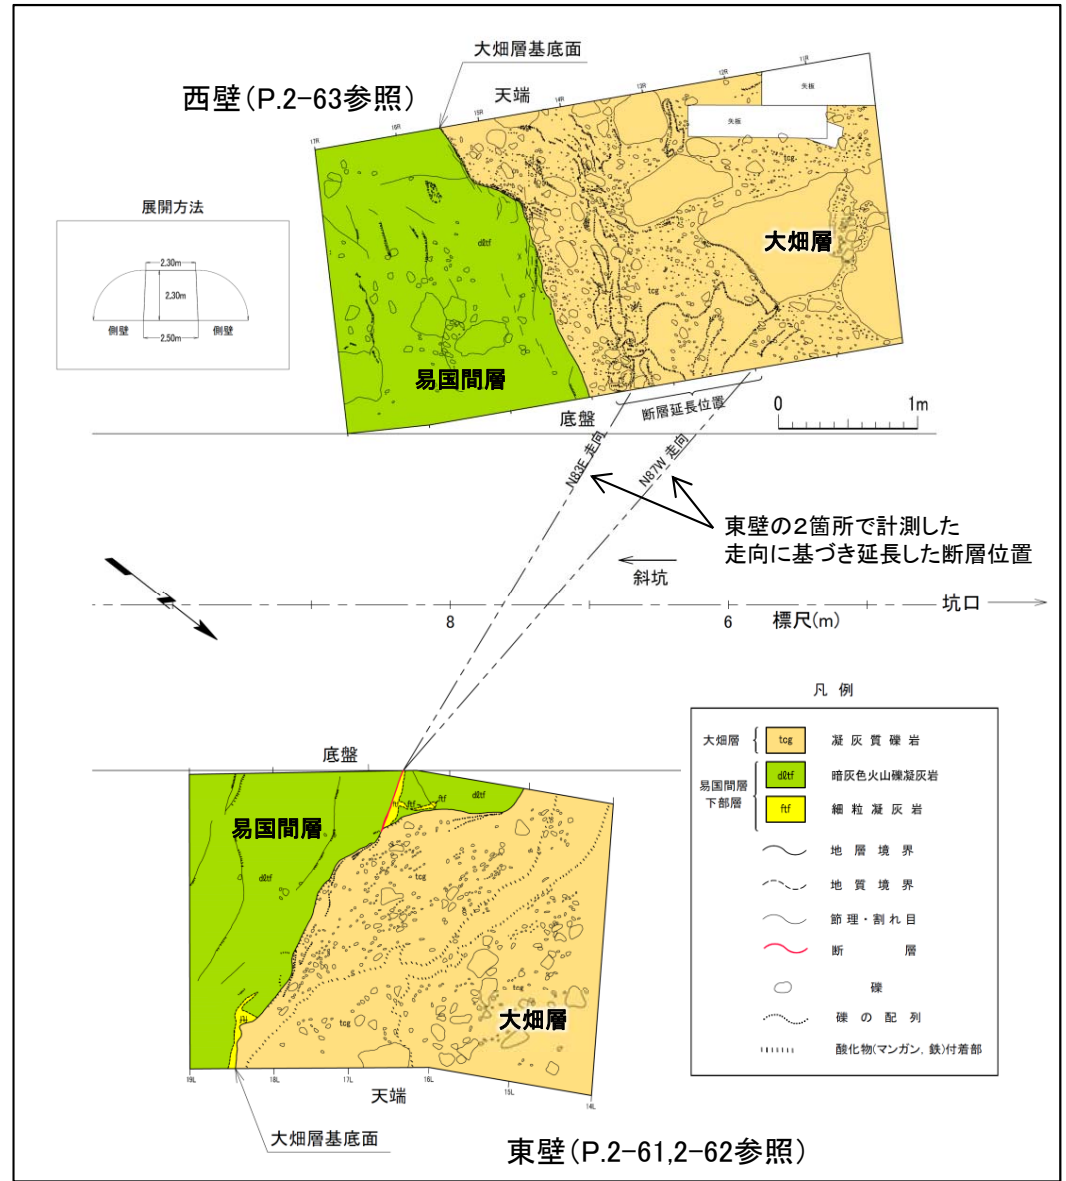 大畑層基底面
西壁(P.2-63参照)
天端
17R
16R
15R
14R
13R
12R
11R
矢板
矢板
tcg
dℓtf
tcg
大畑層
易国間層
展開方法
2.30m
2.30m
側壁
側壁
2.50m
底盤
断層延長位置
0
1m
N83E 走向
N87W 走向
東壁の2箇所で計測した
走向に基づき延長した断層位置
斜坑
坑口
8
6
標尺(m)
底盤
ftf
ftf
ftf
dℓtf
易国間層
dℓtf
tcg
tcg
tcg
大畑層
ftf
19L
18L
17L
16L
15L
14L
天端
大畑層基底面
東壁(P.2-61,2-62参照)
凡 例
大畑層
tcg
凝灰質礫岩
易国間層
下部層
dℓtf
暗灰色火山礫凝灰岩
ftf
細粒凝灰岩
地層境界
地質境界
節理・割れ目
断 層
礫
礫の配列
酸化物(マンガン, 鉄)付着部